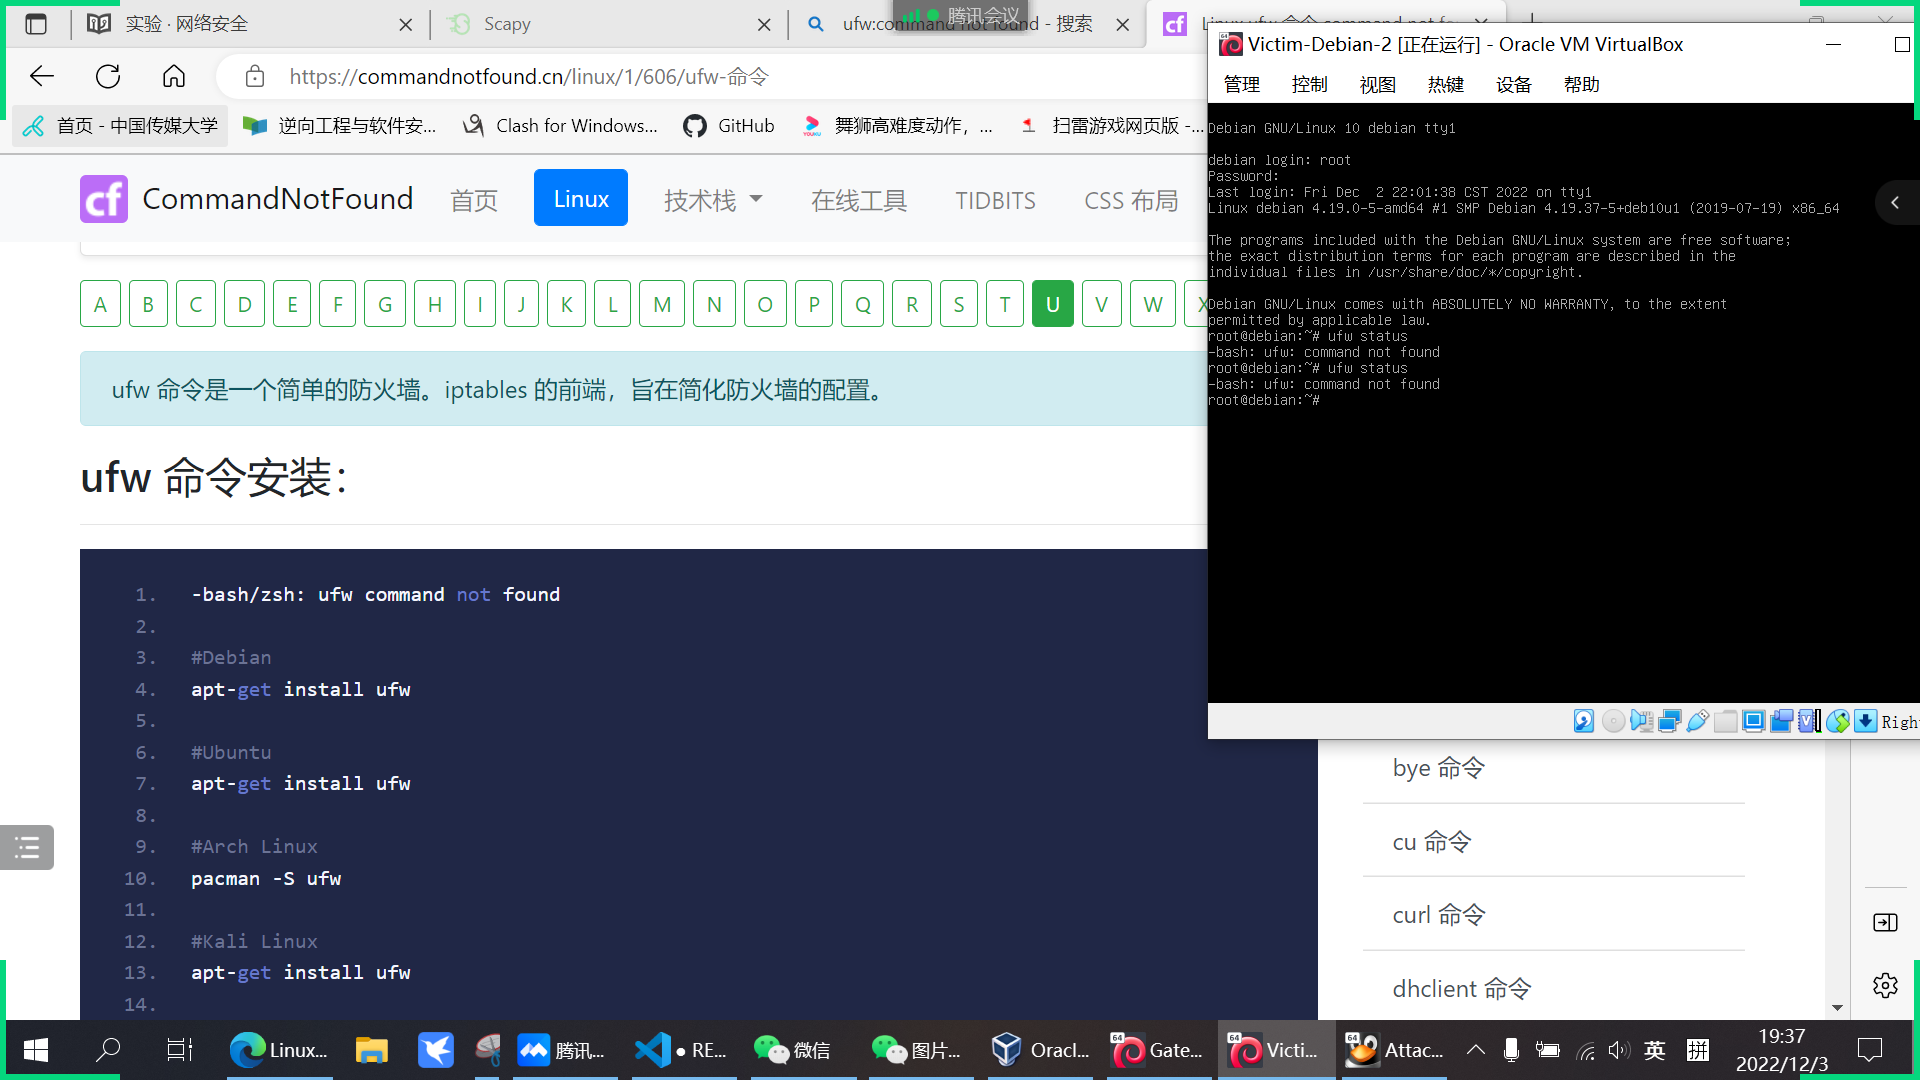 实验 · 网络安全
Scapy
ufw:command not found - 搜索
腾讯会议
https://commandnotfound.cn/linux/1/606/ufw-命令
首页 - 中国传媒大学
逆向工程与软件安...
Clash for Windows...
GitHub
舞狮高难度动作，...
扫雷游戏网页版 -...
cf CommandNotFound
首页
Linux
技术栈
在线工具
TIDBITS
CSS 布局
A B C D E F G H I J K L M N O P Q R S T U V W X
ufw 命令是一个简单的防火墙。iptables 的前端，旨在简化防火墙的配置。
ufw 命令安装：
1. -bash/zsh: ufw command not found
2.
3. #Debian
4. apt-get install ufw
5.
6. #Ubuntu
7. apt-get install ufw
8.
9. #Arch Linux
10. pacman -S ufw
11.
12. #Kali Linux
13. apt-get install ufw
14.
Victim-Debian-2 [正在运行] - Oracle VM VirtualBox
管理 控制 视图 热键 设备 帮助
Debian GNU/Linux 10 debian tty1
debian login: root
Password:
Last login: Fri Dec  2 22:01:38 CST 2022 on tty1
Linux debian 4.19.0-5-amd64 #1 SMP Debian 4.19.37-5+deb10u1 (2019-07-19) x86_64
The programs included with the Debian GNU/Linux system are free software;
the exact distribution terms for each program are described in the
individual files in /usr/share/doc/*/copyright.
Debian GNU/Linux comes with ABSOLUTELY NO WARRANTY, to the extent
permitted by applicable law.
root@debian:~# ufw status
-bash: ufw: command not found
root@debian:~# ufw status
-bash: ufw: command not found
root@debian:~#
Righ
bye 命令
cu 命令
curl 命令
dhclient 命令
Linux...
腾讯...
● RE...
微信
图片...
Oracl...
64 Gate...
64 Victi...
64 Attac...
英
拼
19:37
2022/12/3